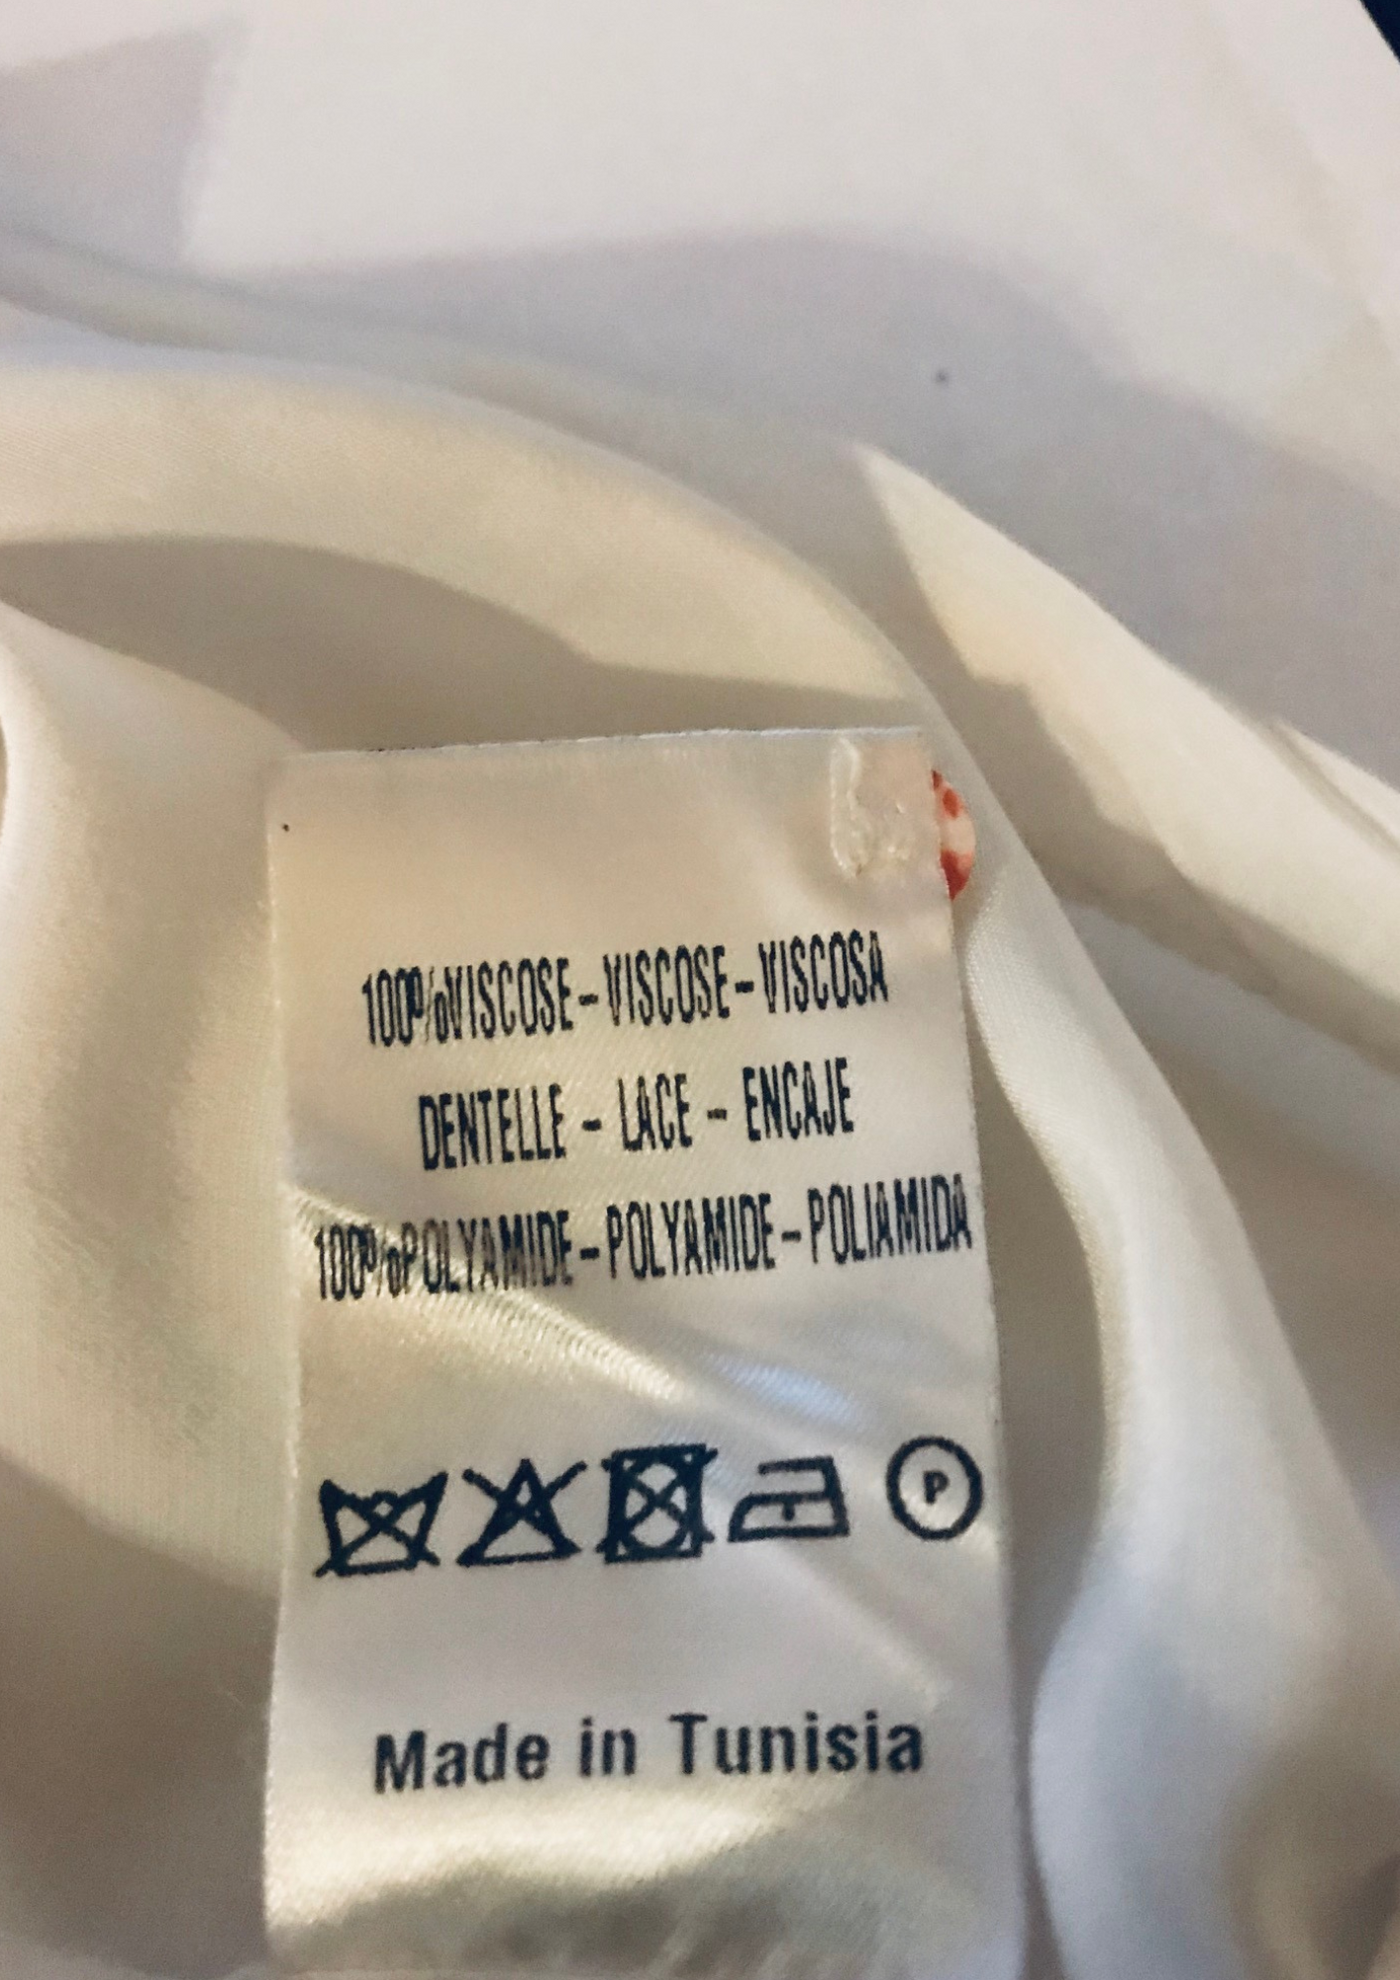 100%VISCOSE-VISCOSE-VISCOSA
DENTELLE - LACE - ENCAJE
100%POLYAMIDE-POLYAMIDE-POLIAMIDA
P
Made in Tunisia